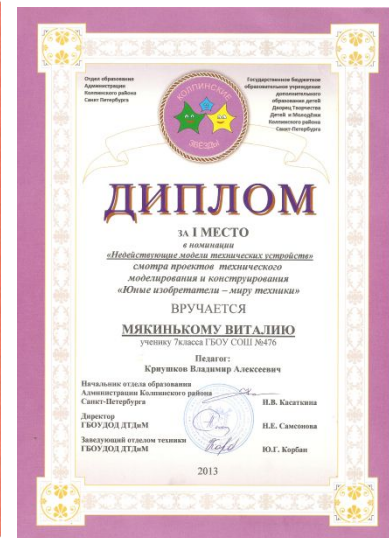 Отдел образования
Администрации
Колпинского района
Санкт-Петербурга
Государственное бюджетное
образовательное учреждение
дополнительного
образования детей
Дворец Творчества
Детей и Молодёжи
Колпинского района
Санкт-Петербурга
КОЛПИНСКИЕ
ЗВЕЗДЫ
ДИПЛОМ
ЗА I МЕСТО
в номинации
«Недействующие модели технических устройств»
смотра проектов технического
моделирования и конструирования
«Юные изобретатели – миру техники»
ВРУЧАЕТСЯ
МЯКИНЬКОМУ ВИТАЛИЮ
ученику 7класса ГБОУ СОШ №476
Педагог:
Кривушков Владимир Алексеевич
Начальник отдела образования
Администрации Колпинского района
Санкт-Петербурга Н.В. Касаткина
Директор
ГБОУДОД ДТДиМ Н.Е. Самсонова
Заведующий отделом техники
ГБОУДОД ДТДиМ Ю.Г. Корбан
2013